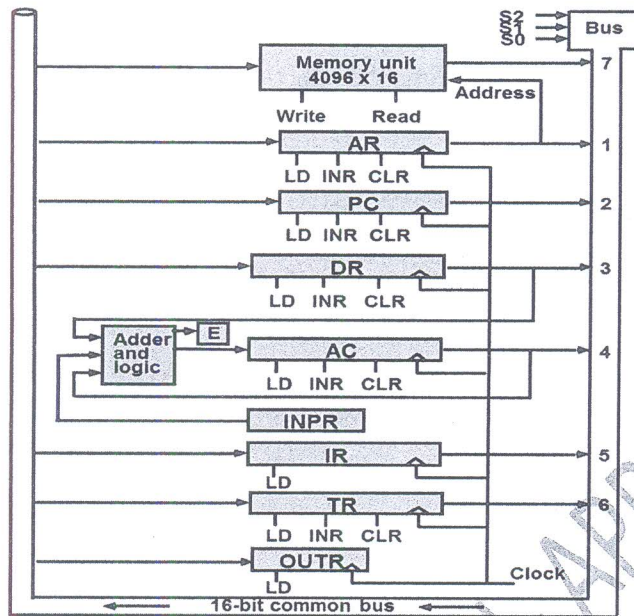 S2
S1
S0
Bus
Memory unit
4096 x 16
7
Address
Write Read
AR
1
LD INR CLR
PC
2
LD INR CLR
DR
3
LD INR CLR
E
Adder
and
logic
AC
4
LD INR CLR
INPR
IR
5
LD
TR
6
LD INR CLR
OUTR
LD
Clock
16-bit common bus